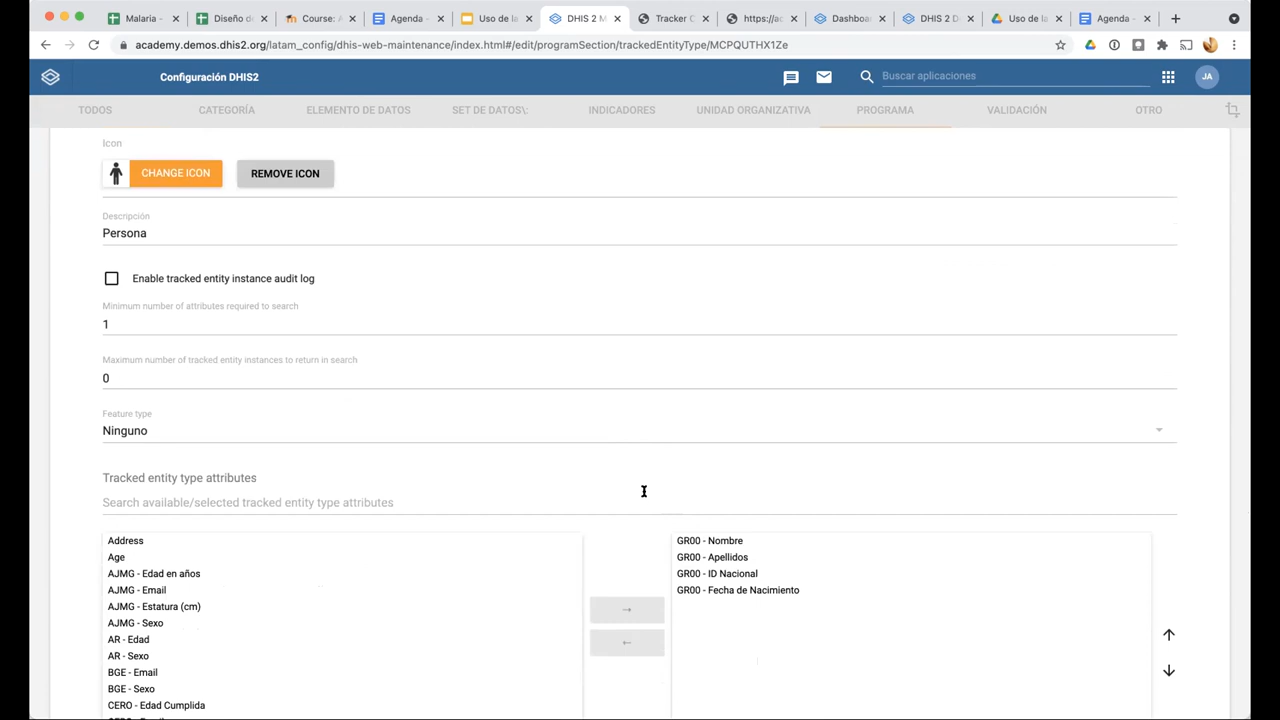 Malaria -
Diseño d
Course: A
Agenda -
Uso de la
DHIS 2 M
Tracker C
https://ac
Dashboa
DHIS 2 D
Uso de la
Agenda -
academy.demos.dhis2.org/latam_config/dhis-web-maintenance/index.html#/edit/programSection/trackedEntityType/MCPQUTHX1Ze
Configuración DHIS2
Buscar aplicaciones
JA
TODOS
CATEGORÍA
ELEMENTO DE DATOS
SET DE DATOS\;
INDICADORES
UNIDAD ORGANIZATIVA
PROGRAMA
VALIDACIÓN
OTRO
Icon
CHANGE ICON
REMOVE ICON
Descripción
Persona
Enable tracked entity instance audit log
Minimum number of attributes required to search
1
Maximum number of tracked entity instances to return in search
0
Feature type
Ninguno
Tracked entity type attributes
Search available/selected tracked entity type attributes
Address
Age
AJMG - Edad en años
AJMG - Email
AJMG - Estatura (cm)
AJMG - Sexo
AR - Edad
AR - Sexo
BGE - Email
BGE - Sexo
CERO - Edad Cumplida
GR00 - Nombre
GR00 - Apellidos
GR00 - ID Nacional
GR00 - Fecha de Nacimiento